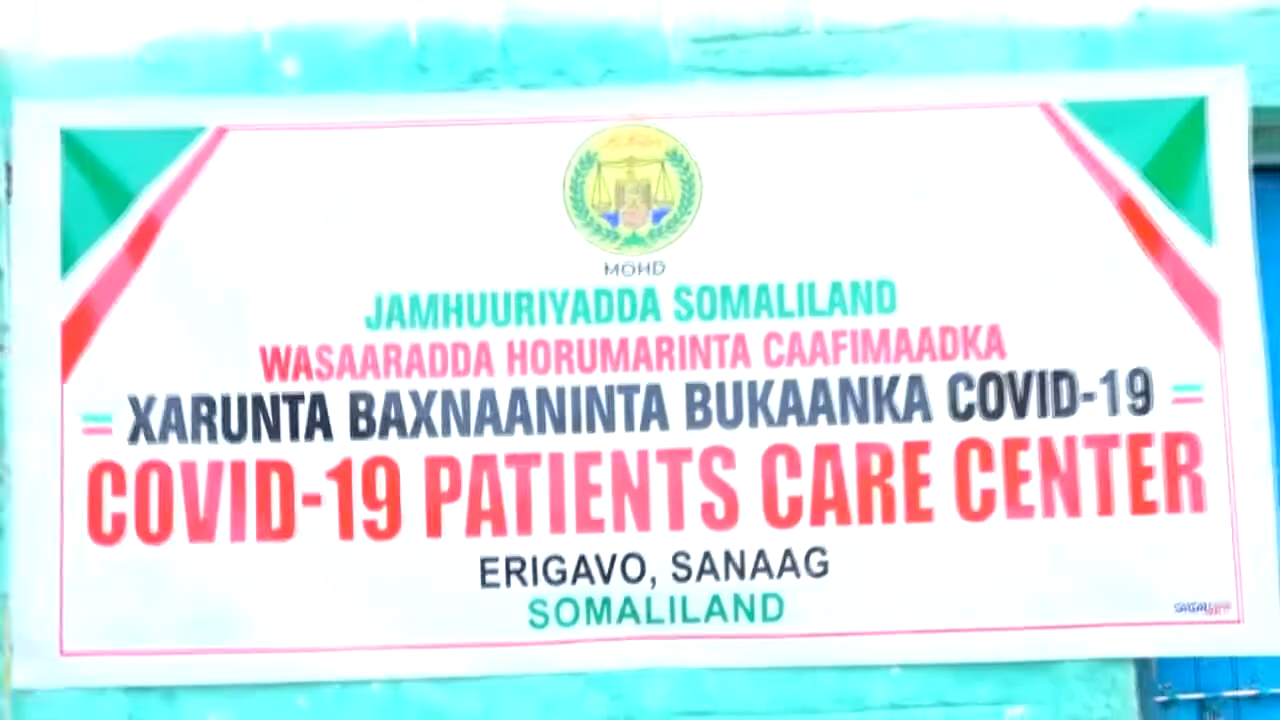 MOHD
JAMHUURIYADDA SOMALILAND
WASAARADDA HORUMARINTA CAAFIMAADKA
= XARUNTA BAXNAANINTA BUKAANKA COVID-19 =
COVID-19 PATIENTS CARE CENTER
ERIGAVO, SANAAG
SOMALILAND